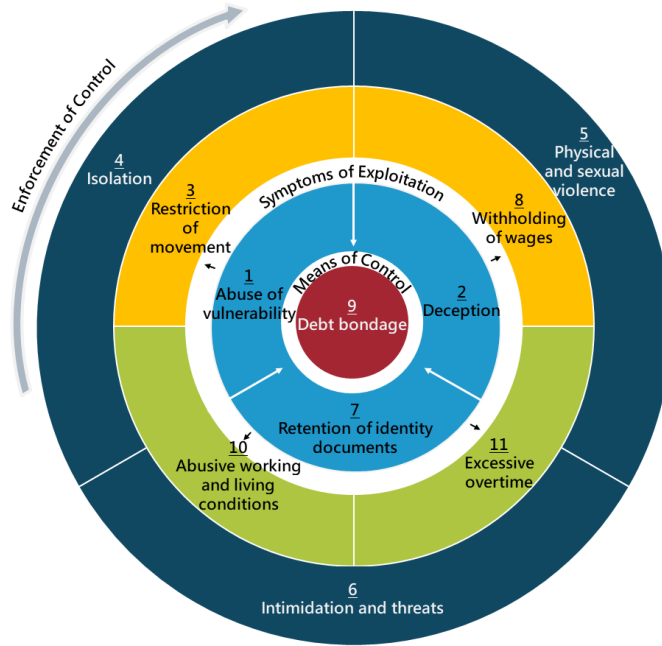 Enforcement of Control
4
Isolation
5
Physical
and sexual
violence
3
Restriction
of
movement
Symptoms of Exploitation
8
Withholding
of wages
1
Abuse of
vulnerability
Means of Control
9
Debt bondage
2
Deception
7
Retention of identity
documents
10
Abusive working
and living
conditions
11
Excessive
overtime
6
Intimidation and threats